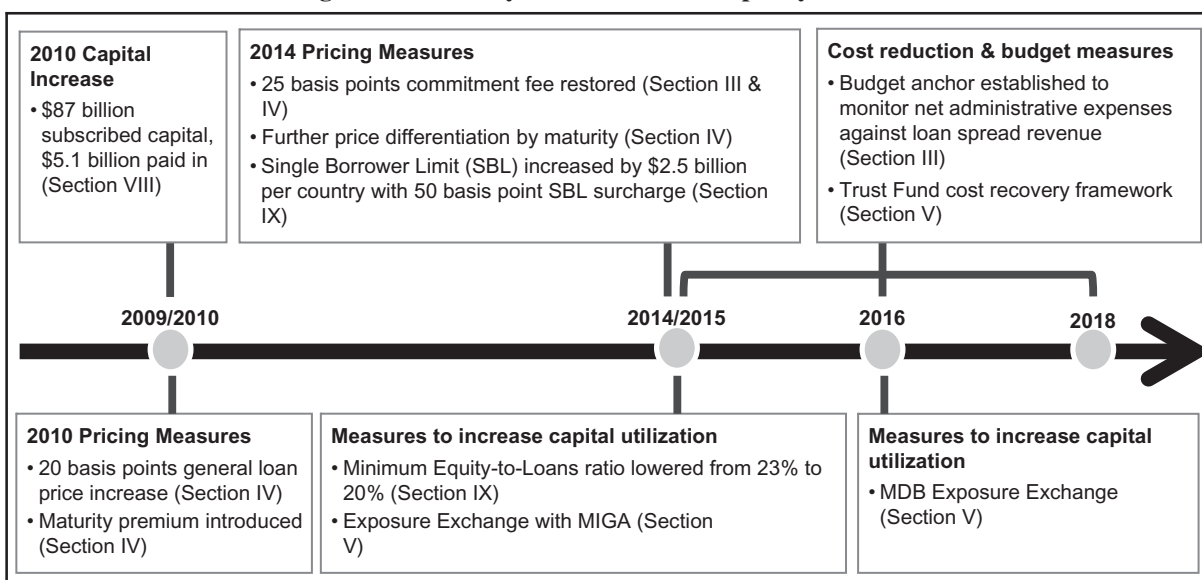 2010 Capital
Increase
• $87 billion
subscribed capital,
$5.1 billion paid in
(Section VIII)
2014 Pricing Measures
• 25 basis points commitment fee restored (Section III &
IV)
• Further price differentiation by maturity (Section IV)
• Single Borrower Limit (SBL) increased by $2.5 billion
per country with 50 basis point SBL surcharge (Section
IX)
Cost reduction & budget measures
• Budget anchor established to
monitor net administrative expenses
against loan spread revenue
(Section III)
• Trust Fund cost recovery framework
(Section V)
2009/2010
2014/2015
2016
2018
2010 Pricing Measures
• 20 basis points general loan
price increase (Section IV)
• Maturity premium introduced
(Section IV)
Measures to increase capital utilization
• Minimum Equity-to-Loans ratio lowered from 23% to
20% (Section IX)
• Exposure Exchange with MIGA (Section
V)
Measures to increase capital
utilization
• MDB Exposure Exchange
(Section V)